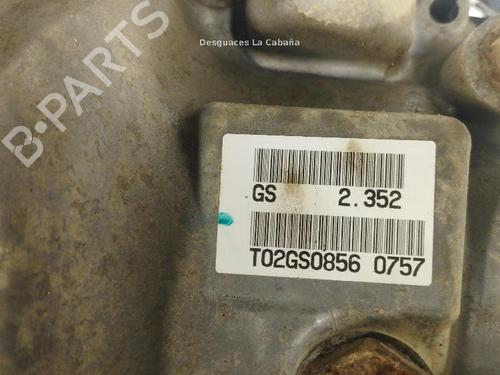 Desguaces La Cabaña
B-PARTS
GS 2.352
T02GS0856 0757